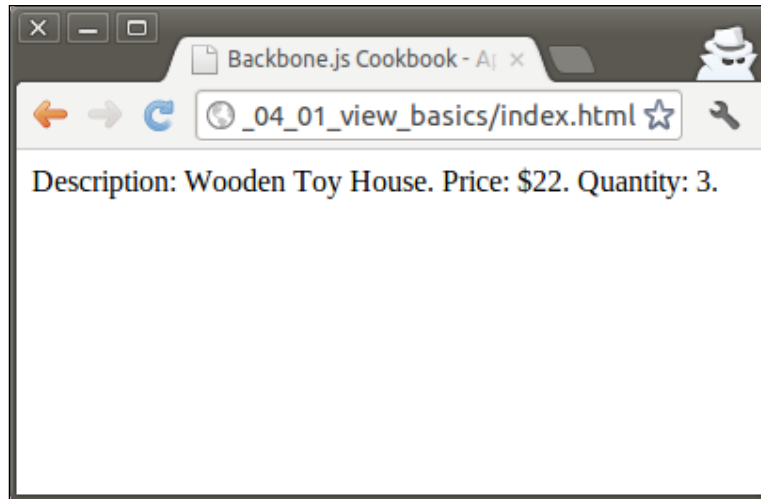 Backbone.js Cookbook - A
_04_01_view_basics/index.html
Description: Wooden Toy House. Price: $22. Quantity: 3.